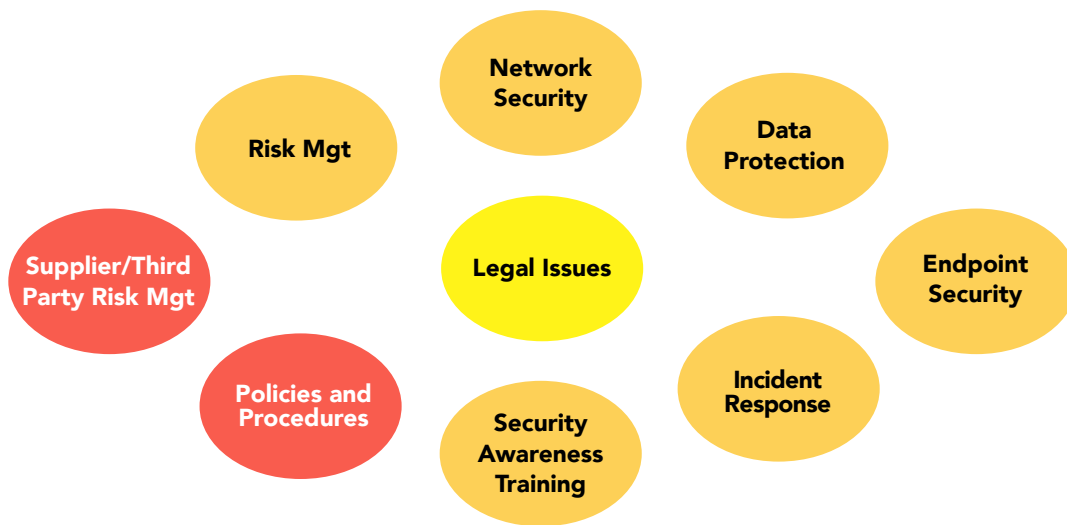 Network
Security
Risk Mgt
Data
Protection
Supplier/Third
Party Risk Mgt
Legal Issues
Endpoint
Security
Policies and
Procedures
Incident
Response
Security
Awareness
Training